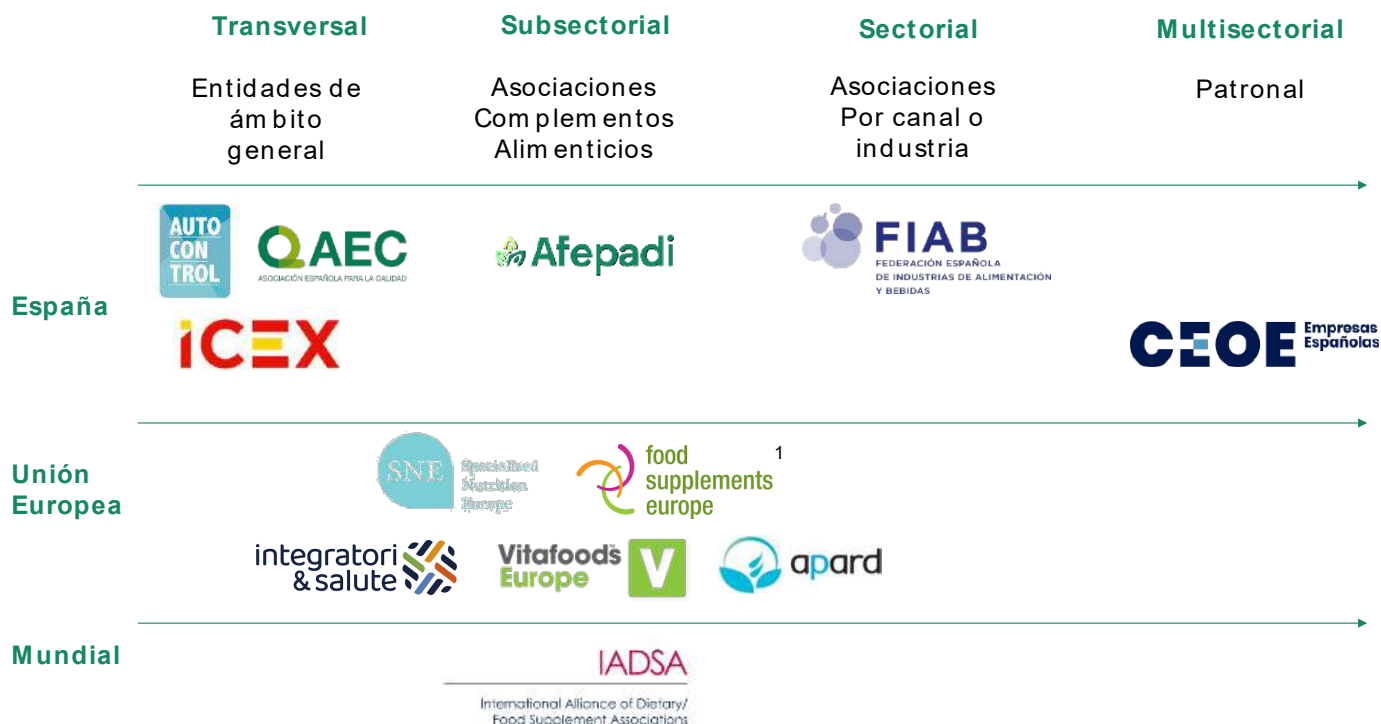 Transversal
Subsectorial
Sectorial
Multisectorial
Entidades de
ámbito
general
Asociaciones
Complementos
Alimenticios
Asociaciones
Por canal o
industria
Patronal
España
AUTO
CON
TROL
AEC
ASOCIACIÓN ESPAÑOLA PARA LA CALIDAD
Afepadi
FIAB
FEDERACIÓN ESPAÑOLA
DE INDUSTRIAS DE ALIMENTACIÓN
Y BEBIDAS
iCEX
CEOE Empresas
Españolas
Unión
Europea
SNE
Specialised
Nutrition
Europe
food
supplements
europe
1
integratori
& salute
Vitafoods™
Europe
V
apard
Mundial
IADSA
International Alliance of Dietary/
Food Supplement Associations